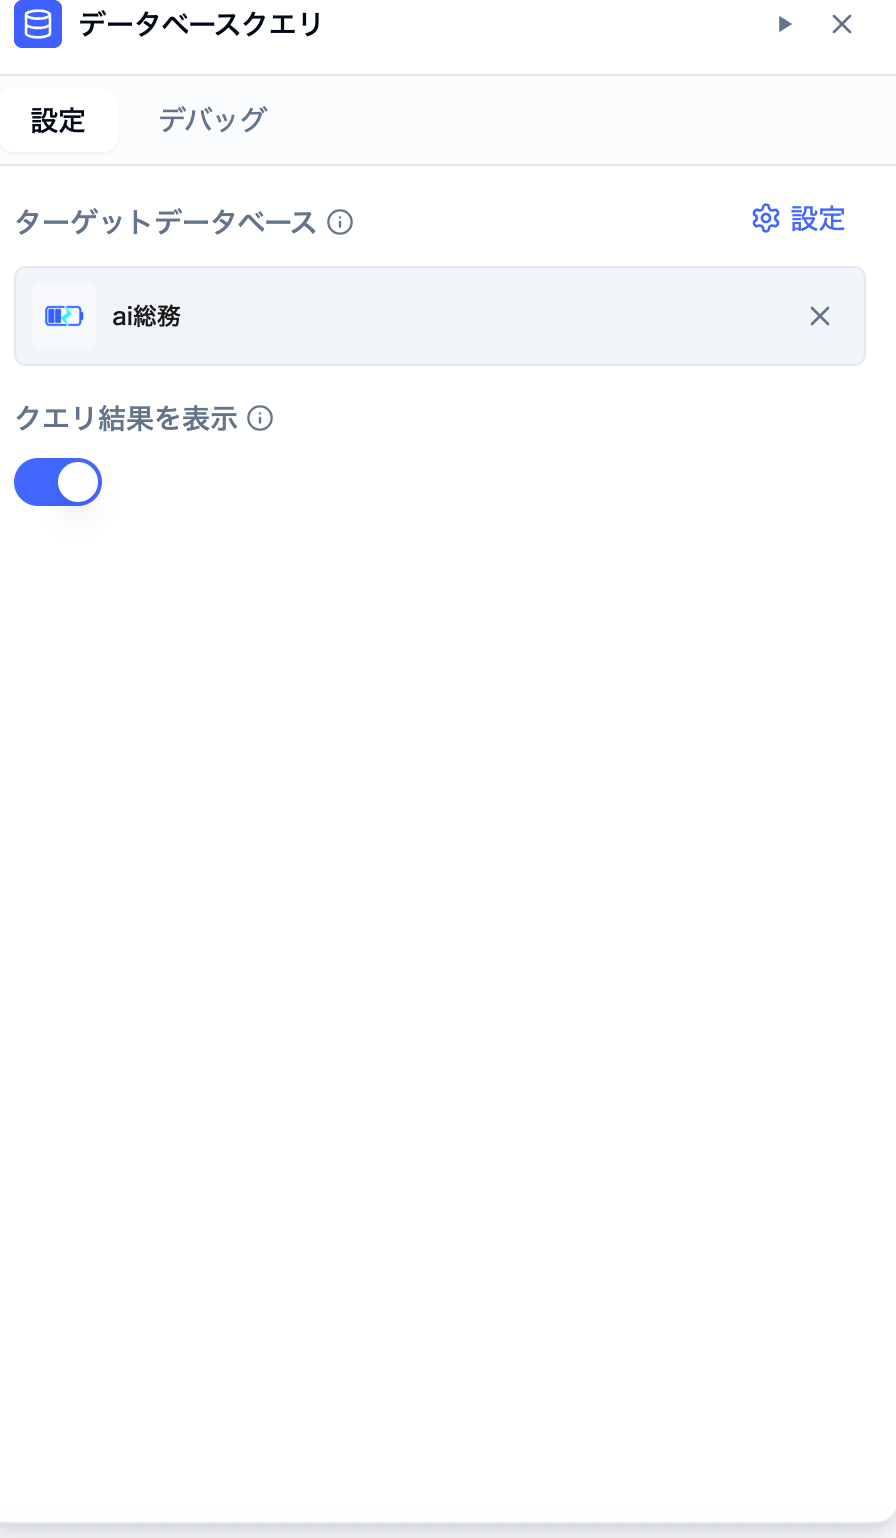 データベースクエリ
設定
デバッグ
ターゲットデータベース
設定
ai総務
クエリ結果を表示